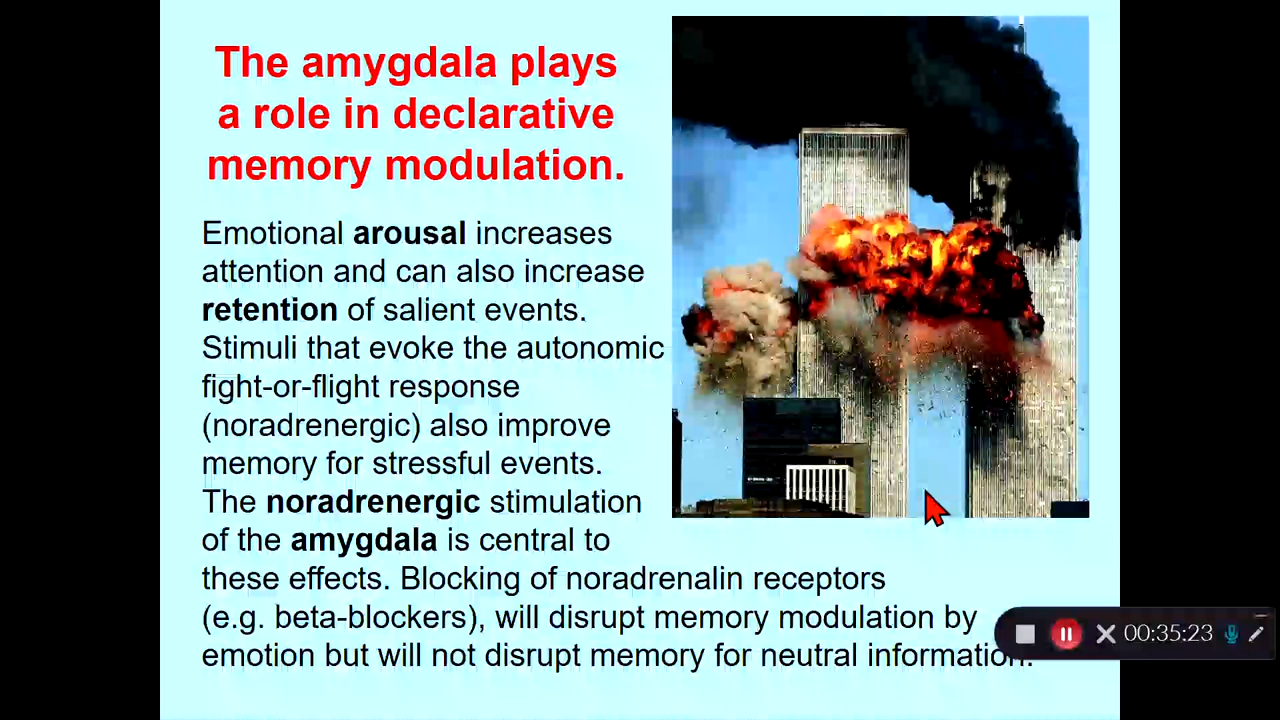 The amygdala plays
a role in declarative
memory modulation.
Emotional arousal increases
attention and can also increase
retention of salient events.
Stimuli that evoke the autonomic
fight-or-flight response
(noradrenergic) also improve
memory for stressful events.
The noradrenergic stimulation
of the amygdala is central to
these effects. Blocking of noradrenalin receptors
(e.g. beta-blockers), will disrupt memory modulation by
emotion but will not disrupt memory for neutral information.
00:35:23